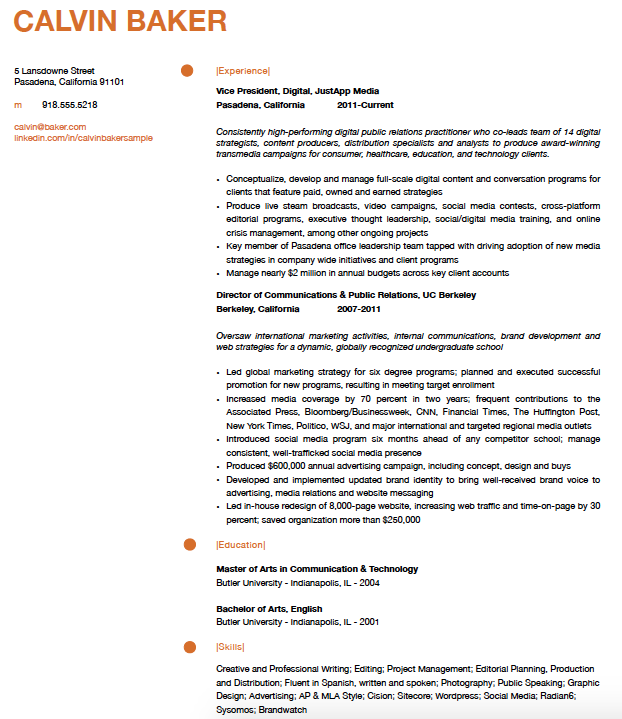 CALVIN BAKER
5 Lansdowne Street
Pasadena, California 91101
m 918.555.5218
calvin@baker.com
linkedin.com/in/calvinbakersample
|Experience|
Vice President, Digital, JustApp Media
Pasadena, California 2011-Current
Consistently high-performing digital public relations practitioner who co-leads team of 14 digital
strategists, content producers, distribution specialists and analysts to produce award-winning
transmedia campaigns for consumer, healthcare, education, and technology clients.
• Conceptualize, develop and manage full-scale digital content and conversation programs for
clients that feature paid, owned and earned strategies
• Produce live steam broadcasts, video campaigns, social media contests, cross-platform
editorial programs, executive thought leadership, social/digital media training, and online
crisis management, among other ongoing projects
• Key member of Pasadena office leadership team tapped with driving adoption of new media
strategies in company wide initiatives and client programs
• Manage nearly $2 million in annual budgets across key client accounts
Director of Communications & Public Relations, UC Berkeley
Berkeley, California 2007-2011
Oversaw international marketing activities, internal communications, brand development and
web strategies for a dynamic, globally recognized undergraduate school
• Led global marketing strategy for six degree programs; planned and executed successful
promotion for new programs, resulting in meeting target enrollment
• Increased media coverage by 70 percent in two years; frequent contributions to the
Associated Press, Bloomberg/Businessweek, CNN, Financial Times, The Huffington Post,
New York Times, Politico, WSJ, and major international and targeted regional media outlets
• Introduced social media program six months ahead of any competitor school; manage
consistent, well-trafficked social media presence
• Produced $600,000 annual advertising campaign, including concept, design and buys
• Developed and implemented updated brand identity to bring well-received brand voice to
advertising, media relations and website messaging
• Led in-house redesign of 8,000-page website, increasing web traffic and time-on-page by 30
percent; saved organization more than $250,000
|Education|
Master of Arts in Communication & Technology
Butler University - Indianapolis, IL - 2004
Bachelor of Arts, English
Butler University - Indianapolis, IL - 2001
|Skills|
Creative and Professional Writing; Editing; Project Management; Editorial Planning, Production
and Distribution; Fluent in Spanish, written and spoken; Photography; Public Speaking; Graphic
Design; Advertising; AP & MLA Style; Cision; Sitecore; Wordpress; Social Media; Radian6;
Sysomos; Brandwatch